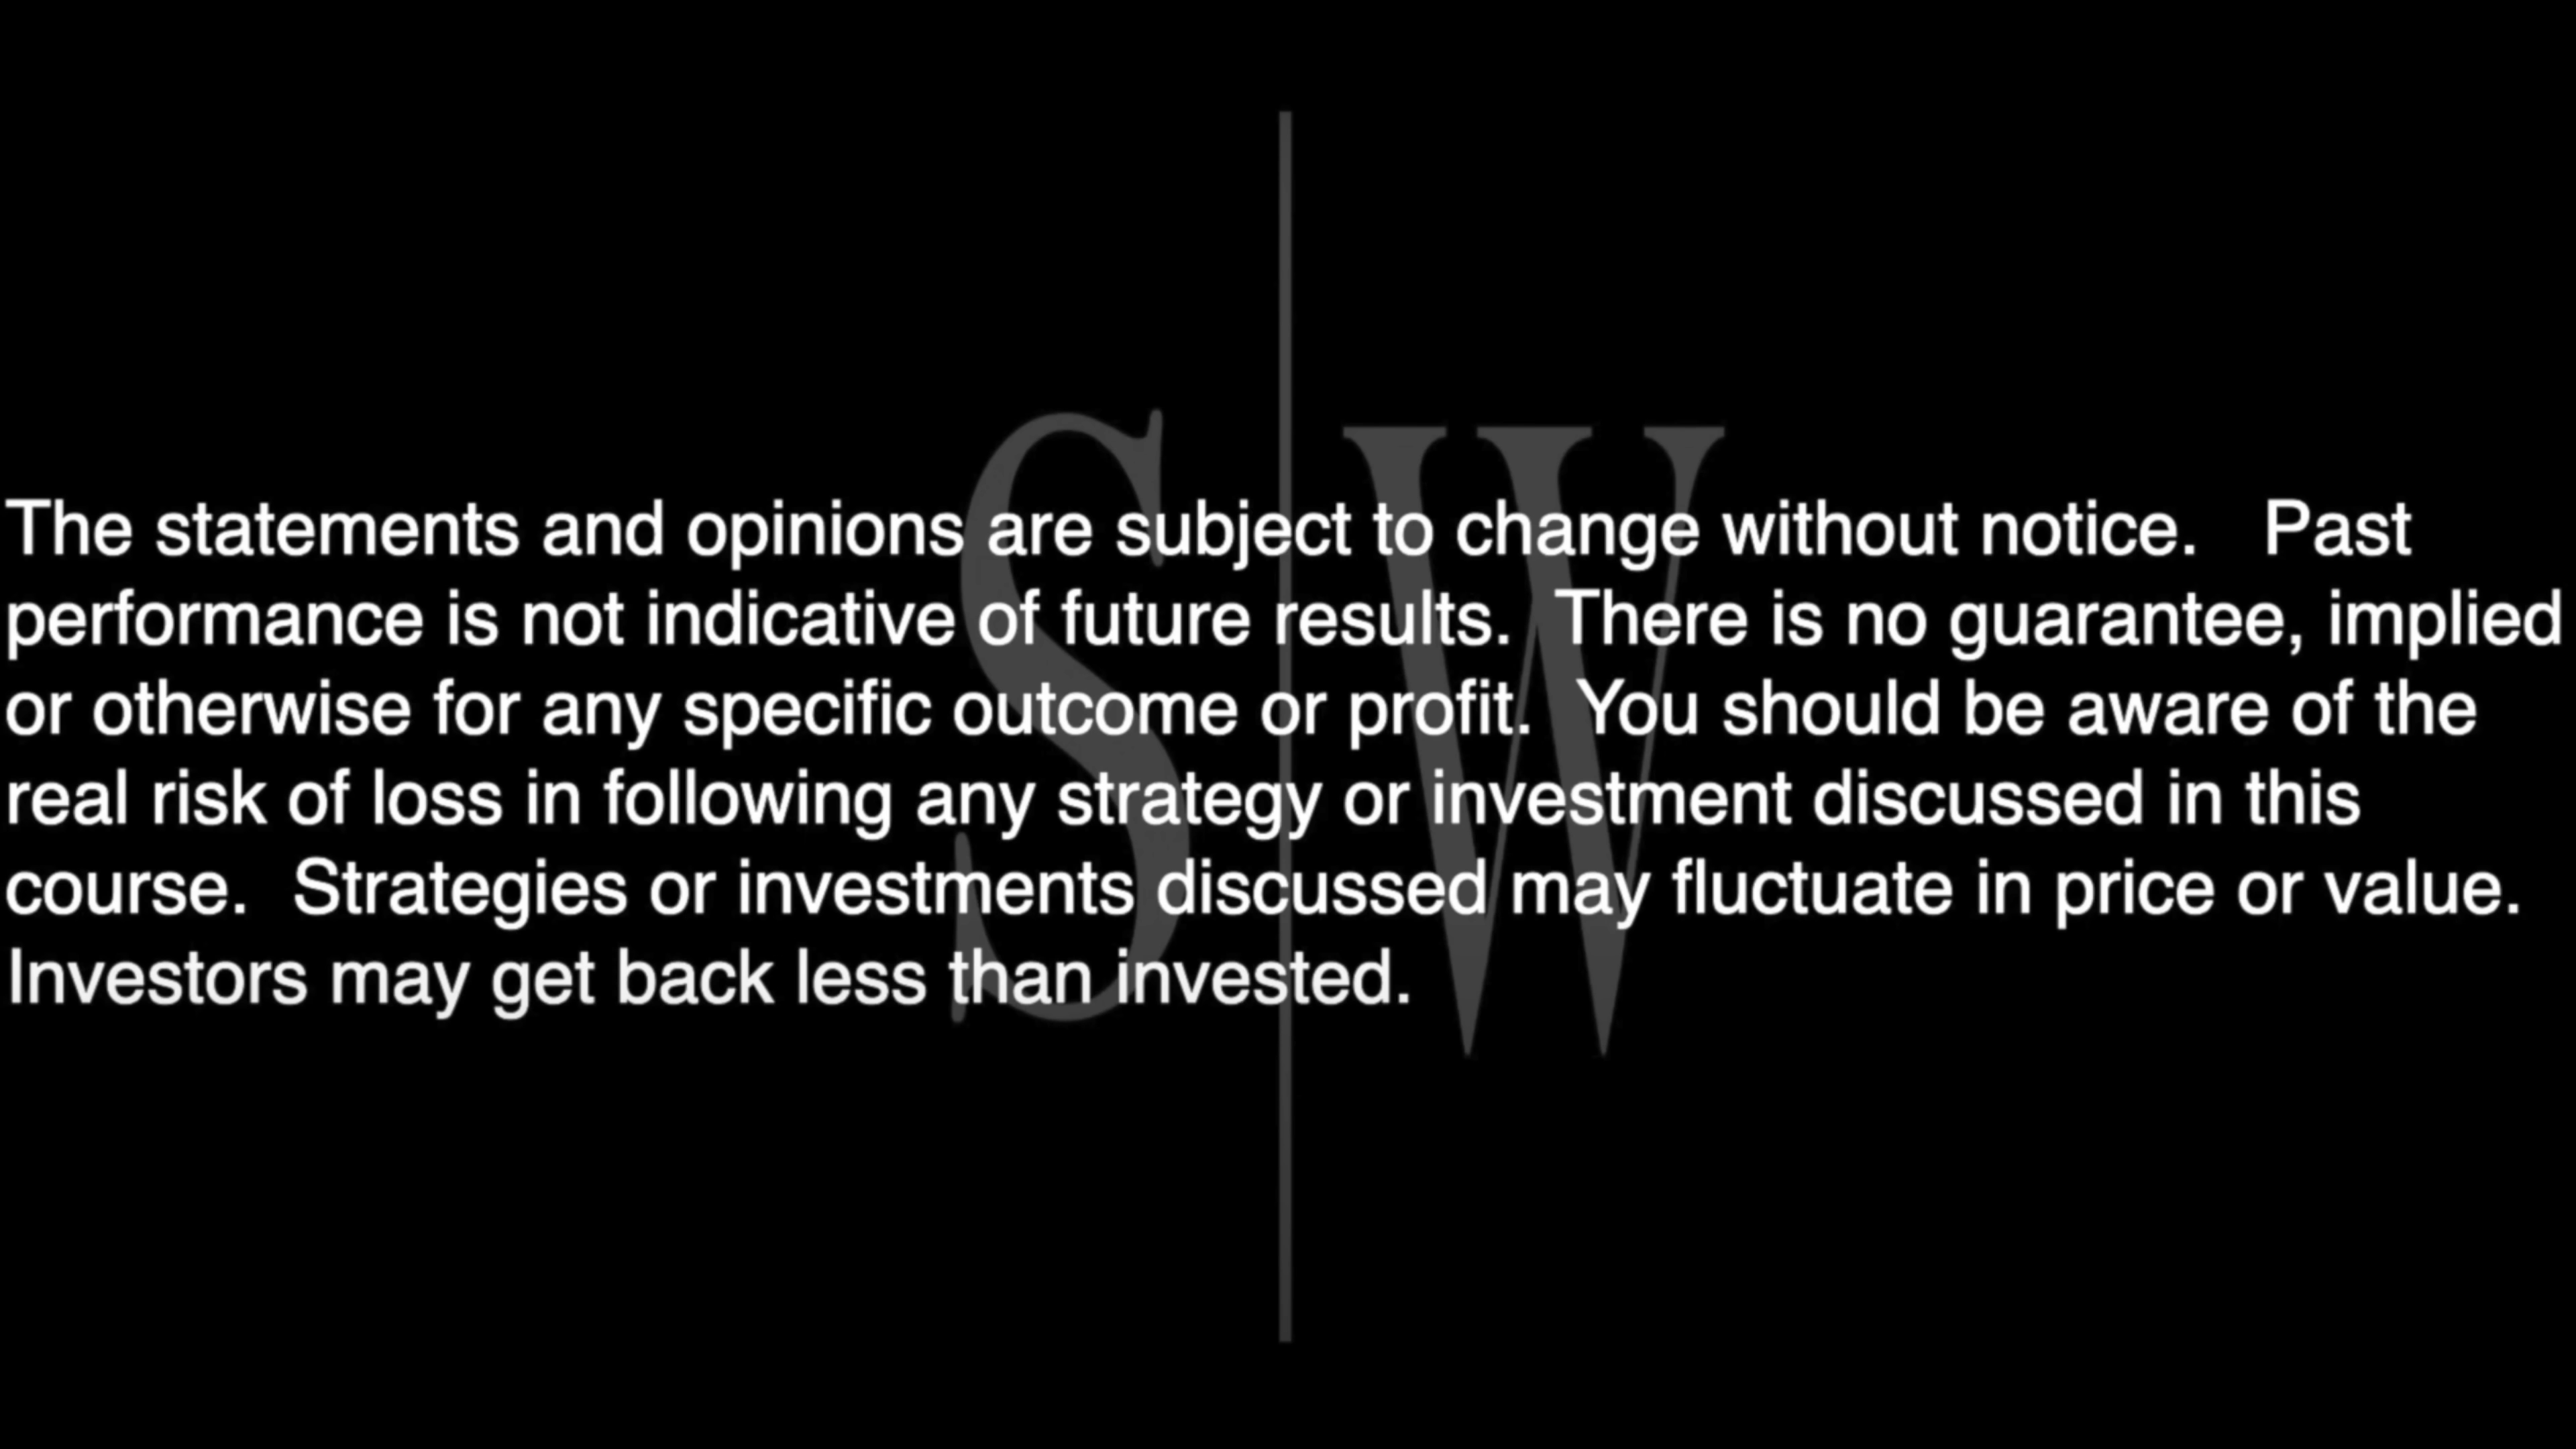 S W
The statements and opinions are subject to change without notice.   Past
performance is not indicative of future results.  There is no guarantee, implied
or otherwise for any specific outcome or profit.  You should be aware of the
real risk of loss in following any strategy or investment discussed in this
course.  Strategies or investments discussed may fluctuate in price or value.
Investors may get back less than invested.